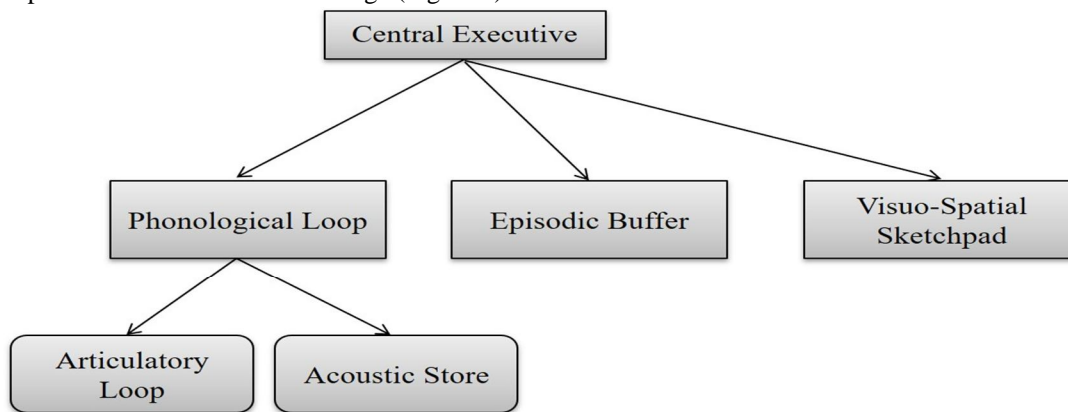 Central Executive
Phonological Loop
Episodic Buffer
Visuo-Spatial
Sketchpad
Articulatory
Loop
Acoustic Store